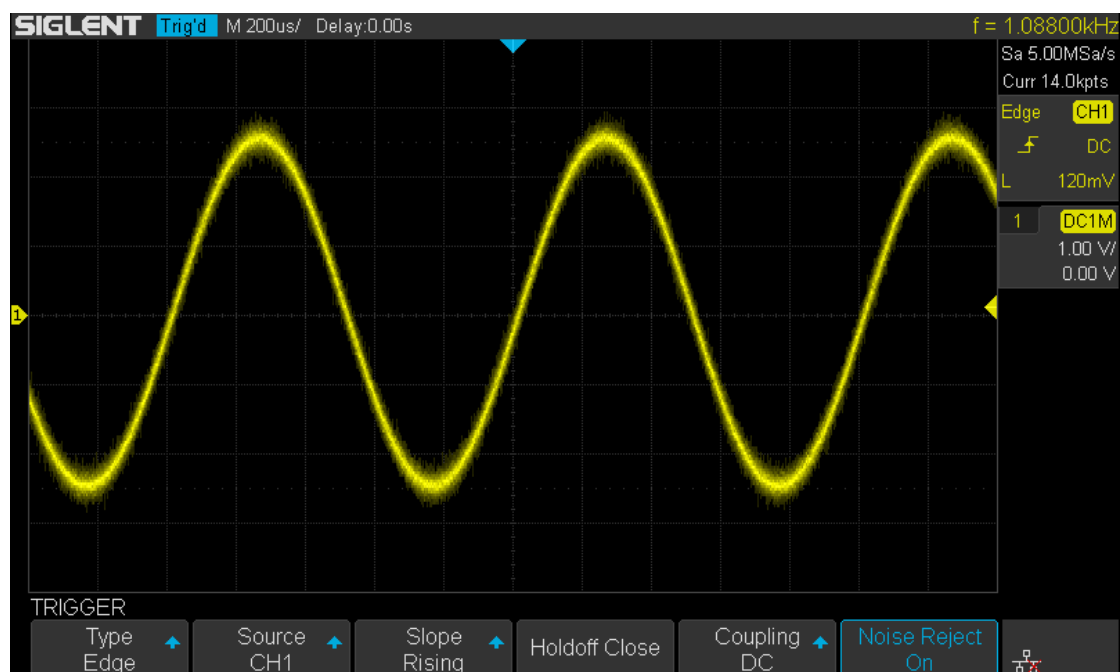 SIGLENT Trig'd M 200us/ Delay:0.00s f = 1.08800kHz
Sa 5.00MSa/s
Curr 14.0kpts
Edge CH1
DC
L 120mV
1 DC1M
1.00 V/
0.00 V
1
TRIGGER
Type Source Slope Holdoff Close Coupling Noise Reject
Edge CH1 Rising DC On